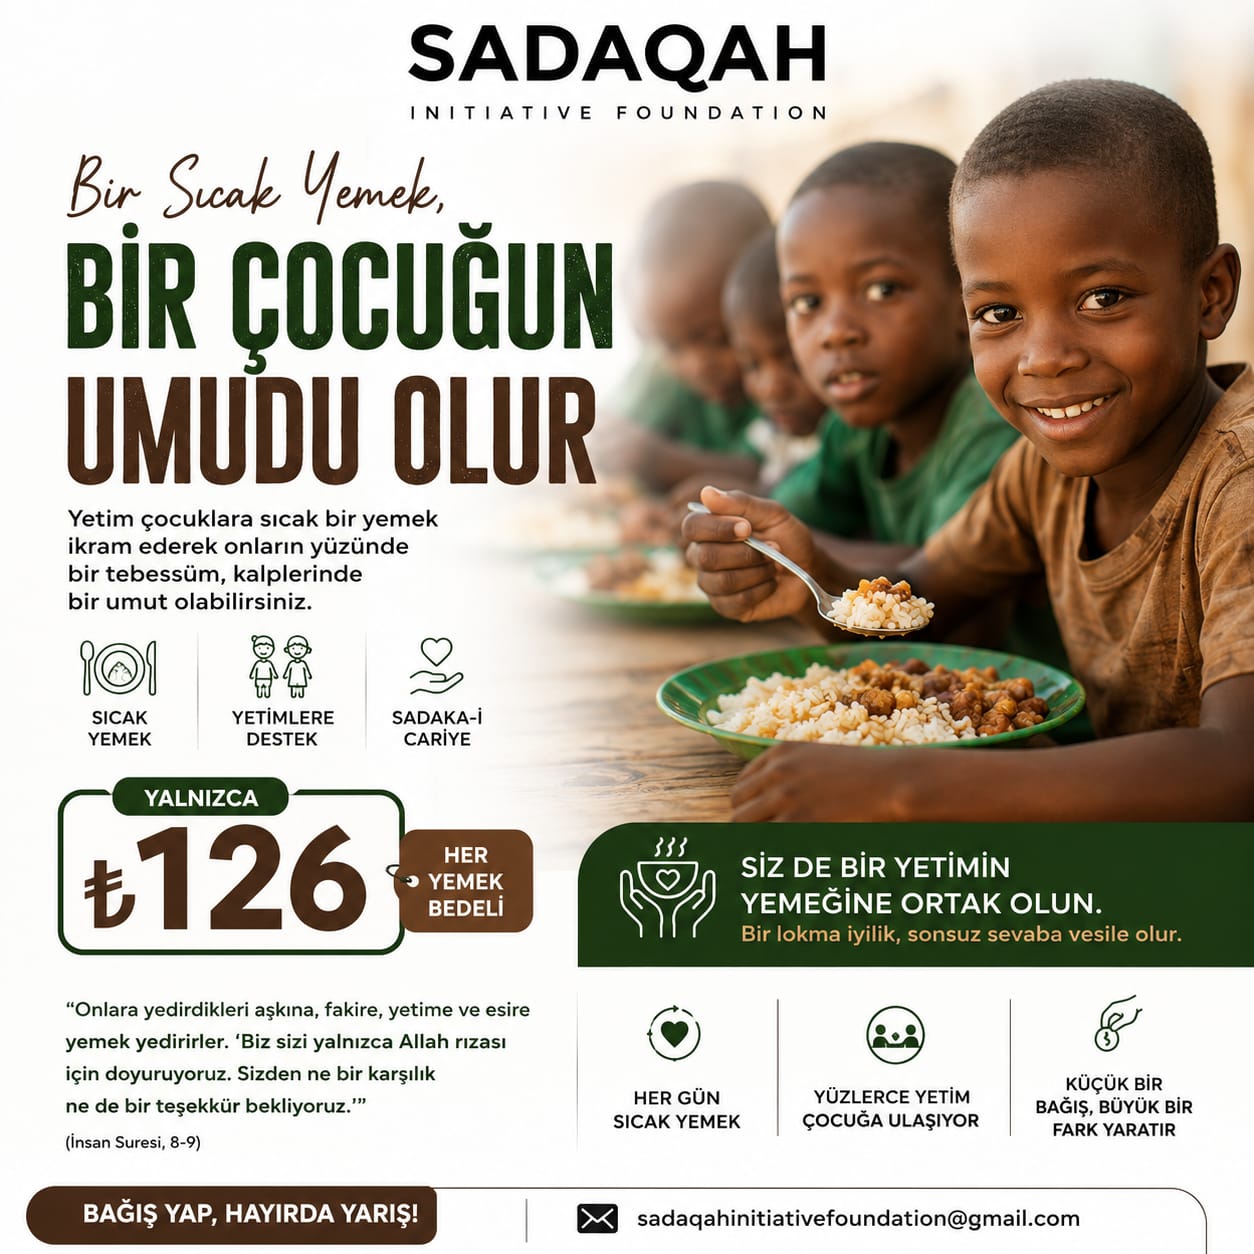 SADAQAH
INITIATIVE FOUNDATION
Bir Sıcak Yemek,
BİR ÇOCUĞUN
UMUDU OLUR
Yetim çocuklara sıcak bir yemek
ikram ederek onların yüzünde
bir tebessüm, kalplerinde
bir umut olabilirsiniz.
SICAK
YEMEK
YETİMLERE
DESTEK
SADAKA-İ
CARİYE
YALNIZCA
₺126
HER
YEMEK
BEDELİ
SİZ DE BİR YETİMİN
YEMEĞİNE ORTAK OLUN.
Bir lokma iyilik, sonsuz sevaba vesile olur.
“Onlara yedirdikleri aşkına, fakire, yetime ve esire
yemek yedirirler. ‘Biz sizi yalnızca Allah rızası
için doyuruyoruz. Sizden ne bir karşılık
ne de bir teşekkür bekliyoruz.’”
(İnsan Suresi, 8-9)
HER GÜN
SICAK YEMEK
YÜZLERCE YETİM
ÇOCUĞA ULAŞIYOR
KÜÇÜK BİR
BAĞIŞ, BÜYÜK BİR
FARK YARATIR
BAĞIŞ YAP, HAYIRDA YARIŞ!
sadaqahinitiativefoundation@gmail.com